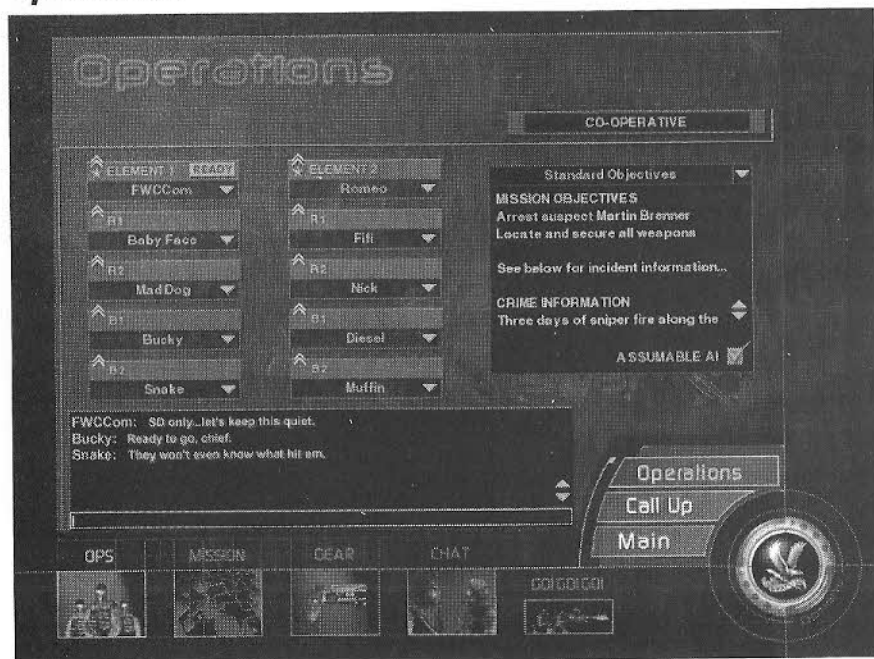 Operations
CO-OPERATIVE
ELEMENT 1 READY
FWCCom
R1
Baby Face
R2
MadDog
B1
Bucky
B2
Snake
ELEMENT 2
Romeo
R1
Fifi
R2
Nick
B1
Diesel
B2
Muffin
Standard Objectives
MISSION OBJECTIVES
Arrest suspect Martin Brenner
Locate and secure all weapons
See below for incident information...
CRIME INFORMATION
Three days of sniper fire along the
ASSUMABLE AI
FWCCom: SD only...let's keep this quiet.
Bucky: Ready to go, chief.
Snake: They won't even know what hit em.
Operations
Call Up
Main
OPS
MISSION
GEAR
CHAT
GO! GO! GO!